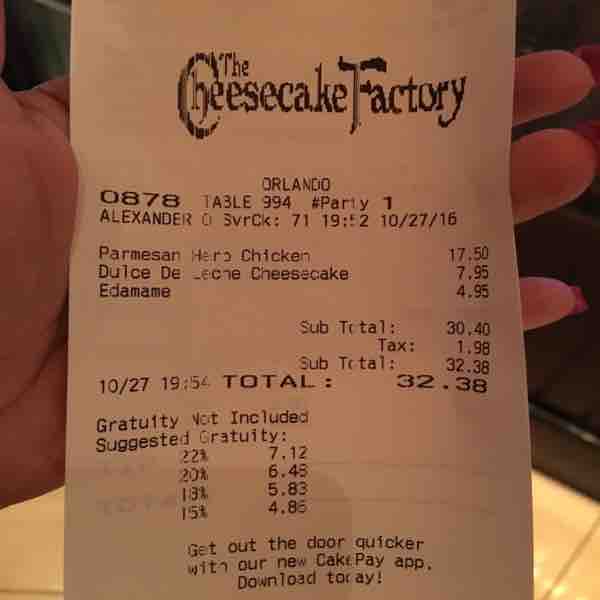 The
Cheesecake Factory
ORLANDO
0878 TABLE 994 #Party 1
ALEXANDER O SvrCk: 71 19:52 10/27/16
Parmesan Herb Chicken 17.50
Dulce De Leche Cheesecake 7.95
Edamame 4.95
Sub Total: 30.40
Tax: 1.98
Sub Total: 32.38
10/27 19:54 TOTAL: 32.38
Gratuity Not Included
Suggested Gratuity:
22% 7.12
20% 6.48
18% 5.83
15% 4.86
Get out the door quicker
with our new CakePay app.
Download today!